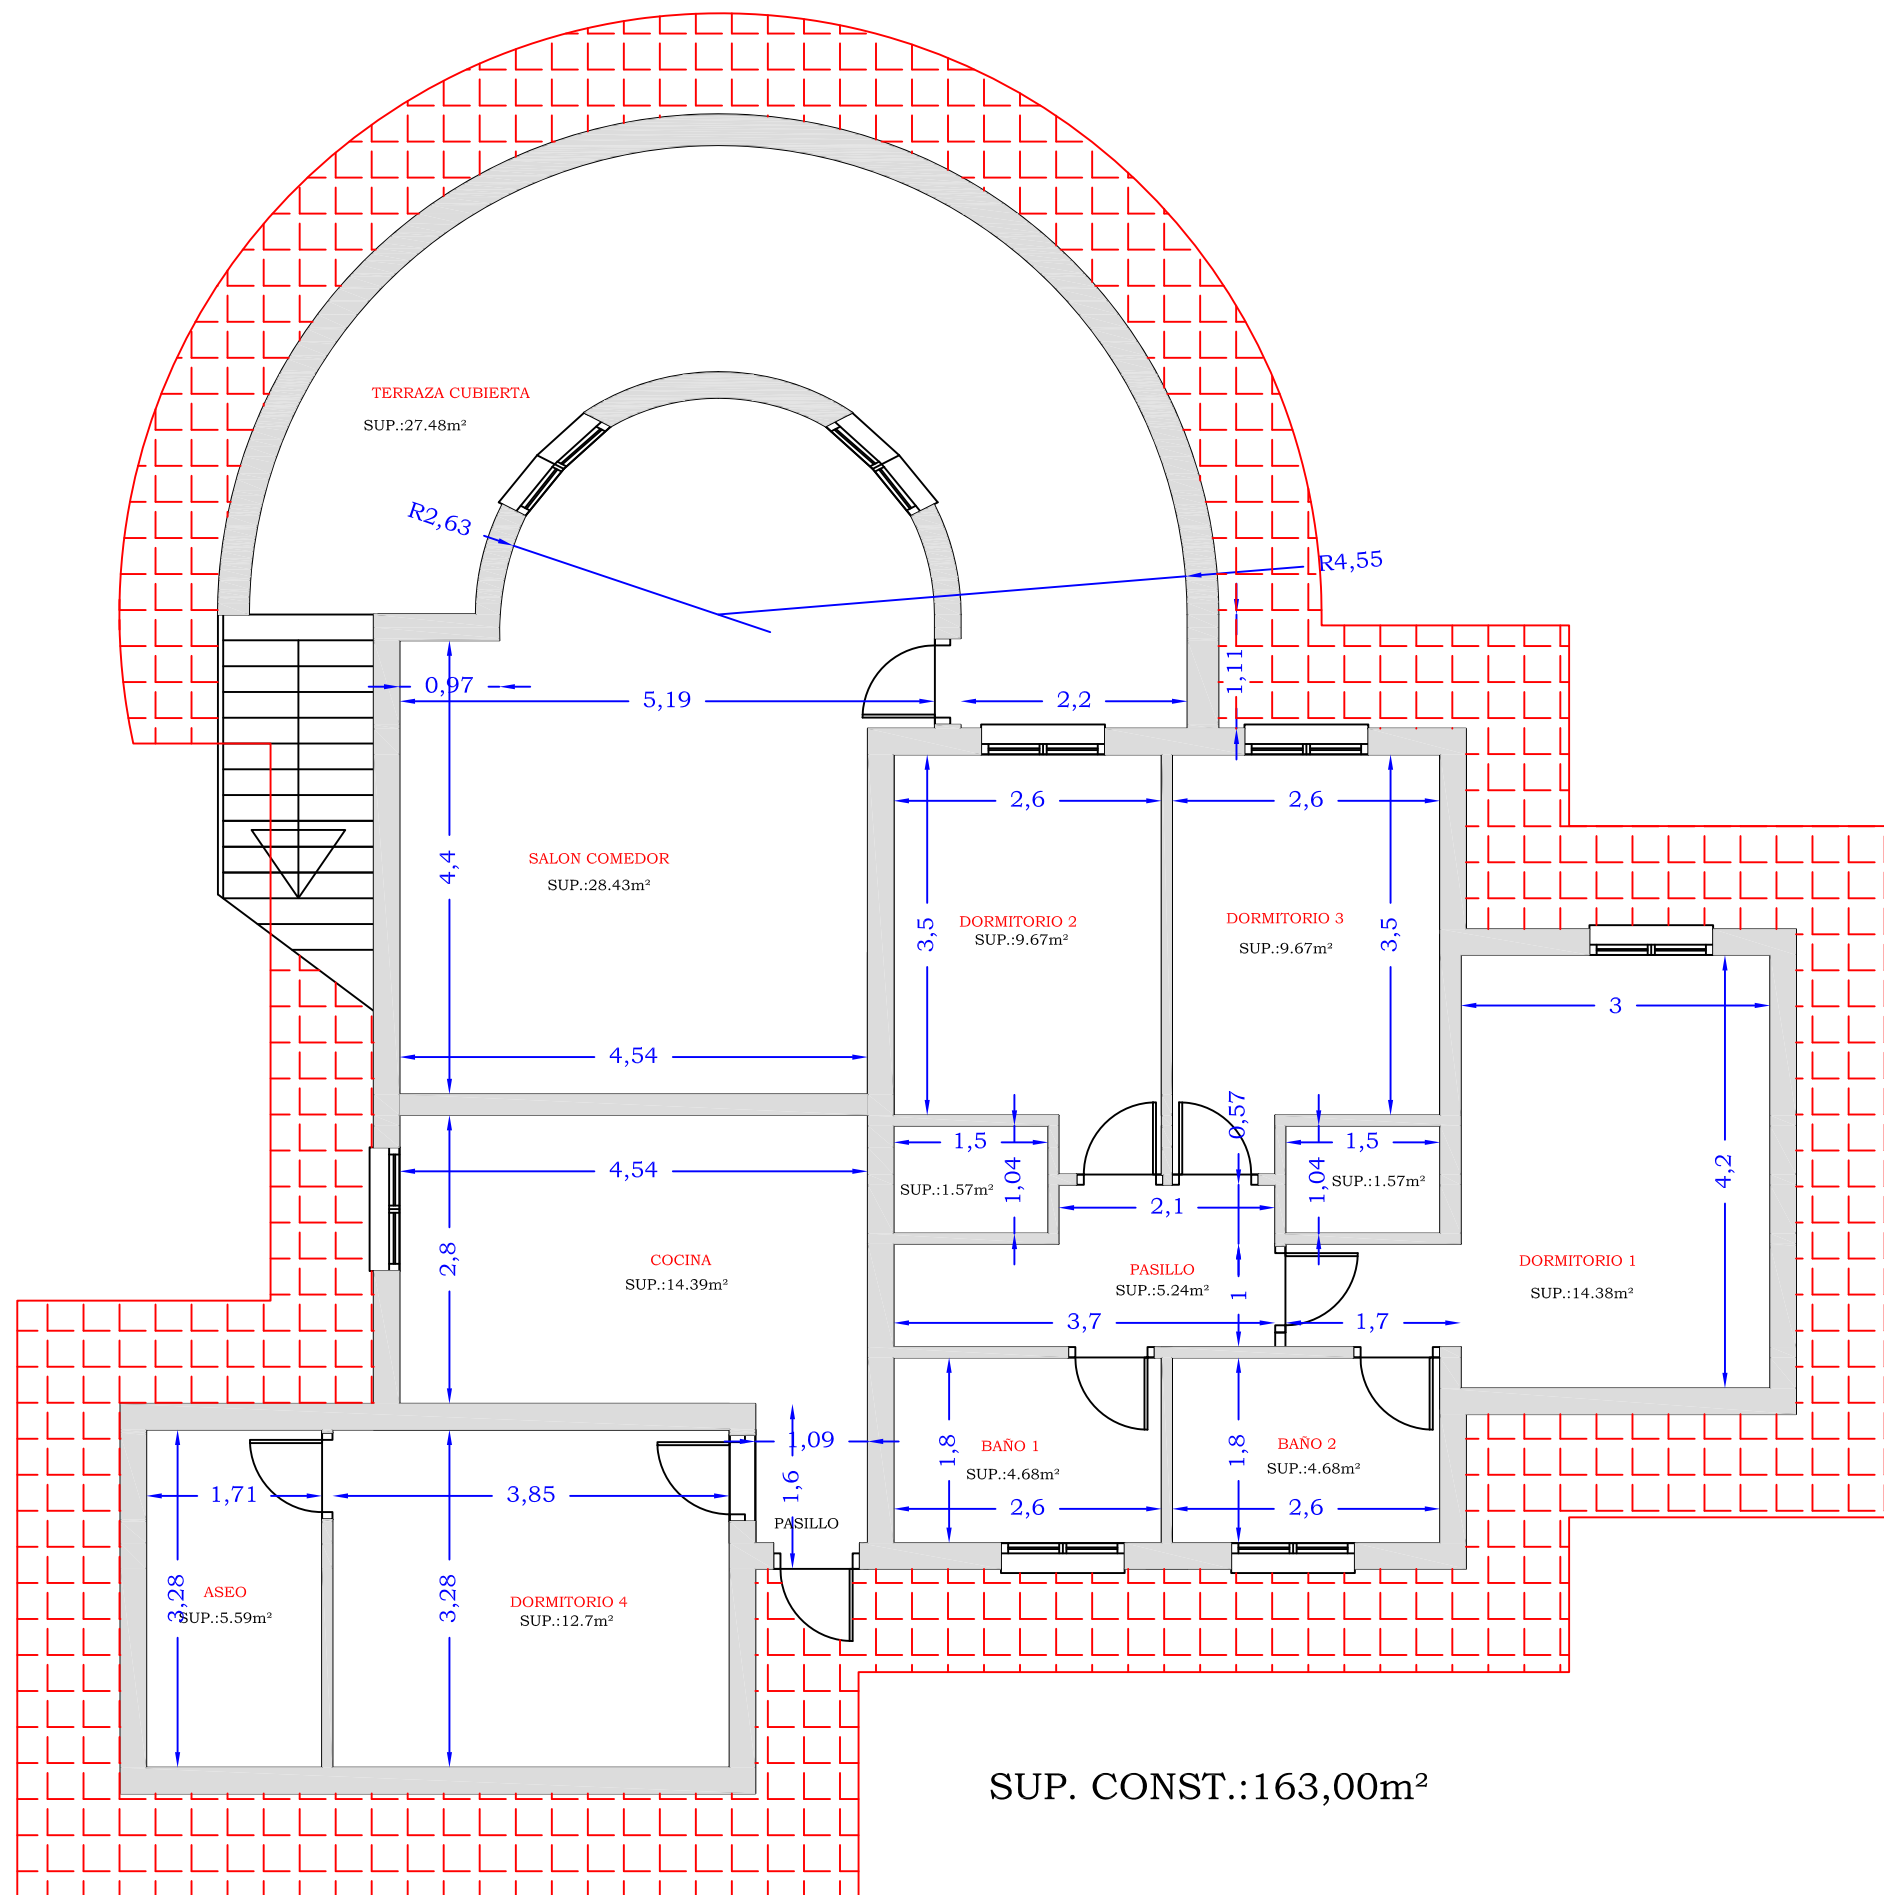 TERRAZA CUBIERTA
SUP.:27.48m²
R2,63
R4,55
1,11
0,97
5,19
2,2
2,6
2,6
4,4
SALON COMEDOR
SUP.:28.43m²
3,5
DORMITORIO 2
SUP.:9.67m²
DORMITORIO 3
SUP.:9.67m²
3,5
3
4,54
0,57
1,5
1,5
4,54
1,04
SUP.:1.57m²
1,04
SUP.:1.57m²
4,2
2,1
2,8
COCINA
SUP.:14.39m²
PASILLO
SUP.:5.24m²
1
DORMITORIO 1
SUP.:14.38m²
3,7
1,7
1,09
1,6
1,8
BAÑO 1
SUP.:4.68m²
1,8
BAÑO 2
SUP.:4.68m²
1,71
3,85
2,6
2,6
PASILLO
3,28
ASEO
SUP.:5.59m²
3,28
DORMITORIO 4
SUP.:12.7m²
SUP. CONST.:163,00m²